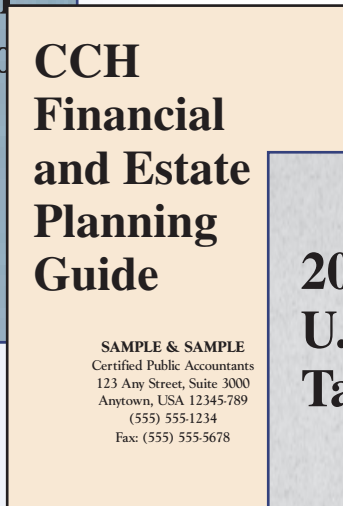 CCH
Financial
and Estate
Planning
Guide
SAMPLE & SAMPLE
Certified Public Accountants
123 Any Street, Suite 3000
Anytown, USA 12345-789
(555) 555-1234
Fax: (555) 555-5678
20
U.
Ta